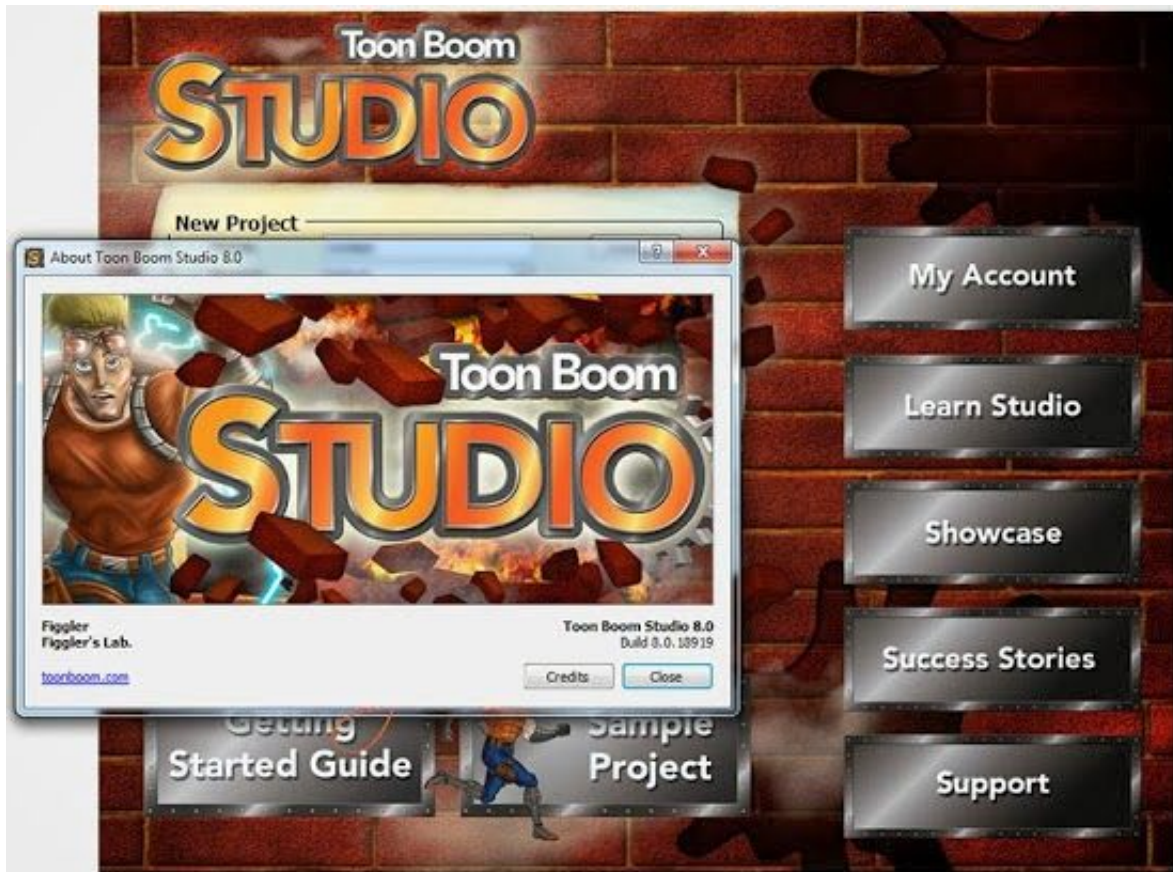 Toon Boom
STUDIO
New Project
About Toon Boom Studio 8.0
Toon Boom
STUDIO
Figgler
Figgler's Lab.
Toon Boom Studio 8.0
Build 8.0.18919
toonboom.com
Credits
Close
Getting
Started Guide
Sample
Project
My Account
Learn Studio
Showcase
Success Stories
Support